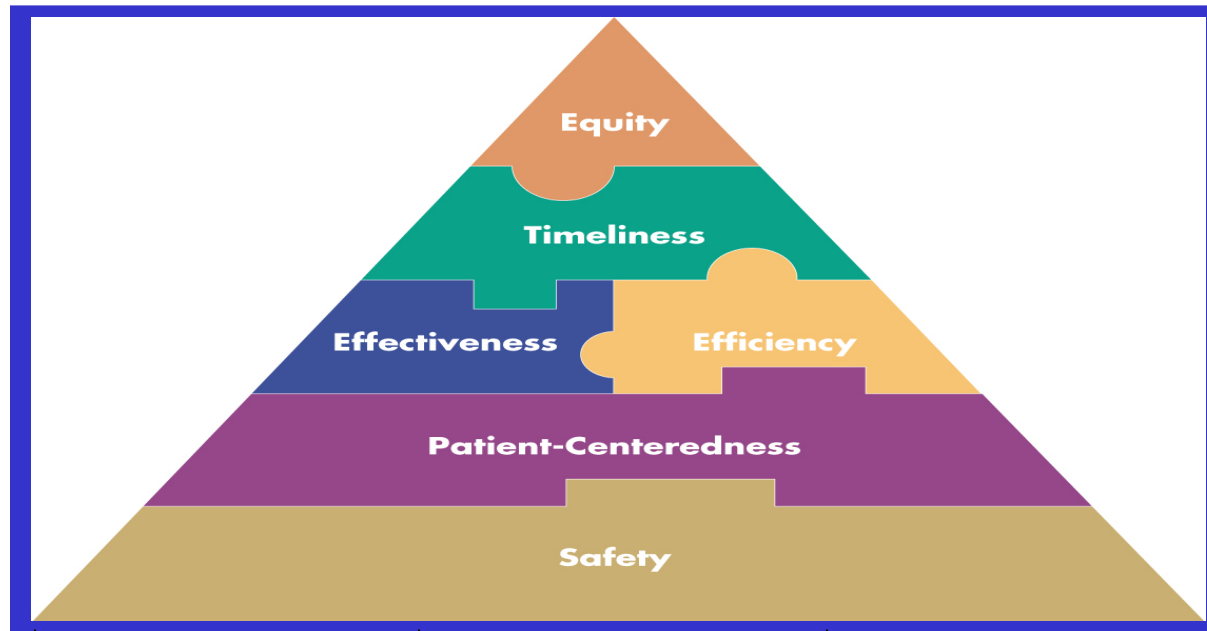 Equity
Timeliness
Effectiveness Efficiency
Patient-Centeredness
Safety